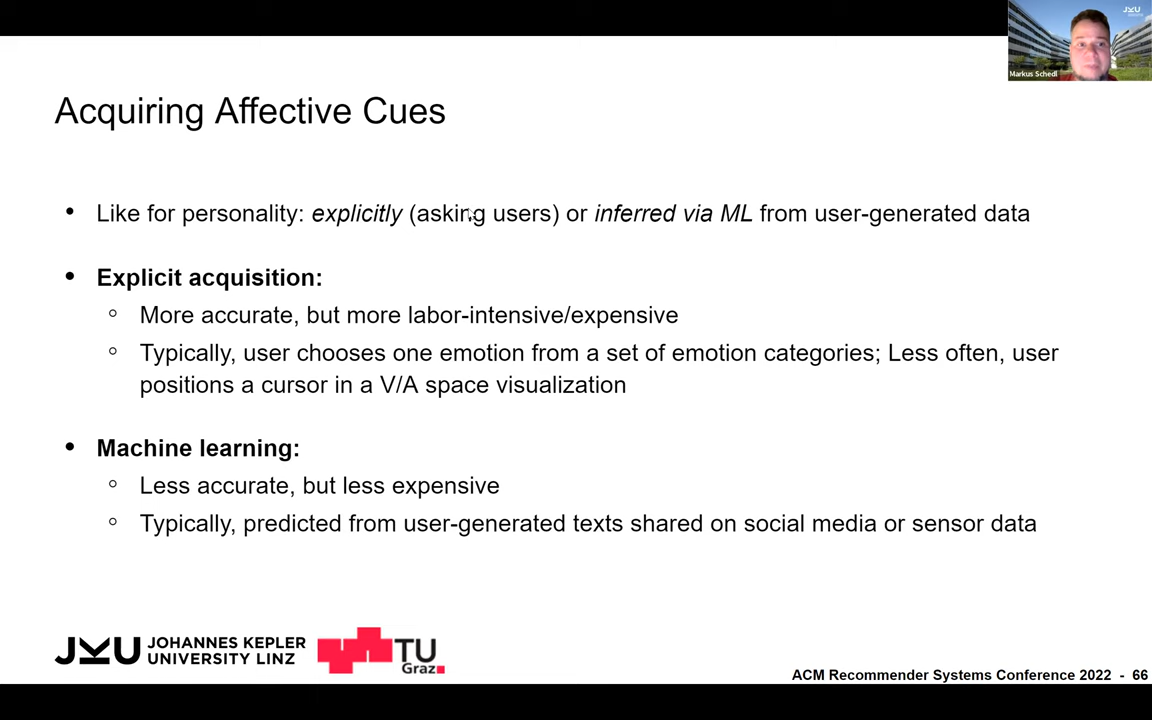 JKU
Markus Schedl
Acquiring Affective Cues
• Like for personality: explicitly (asking users) or inferred via ML from user-generated data
• Explicit acquisition:
○ More accurate, but more labor-intensive/expensive
○ Typically, user chooses one emotion from a set of emotion categories; Less often, user
positions a cursor in a V/A space visualization
• Machine learning:
○ Less accurate, but less expensive
○ Typically, predicted from user-generated texts shared on social media or sensor data
JKU JOHANNES KEPLER
UNIVERSITY LINZ
TU
Graz
ACM Recommender Systems Conference 2022 - 66